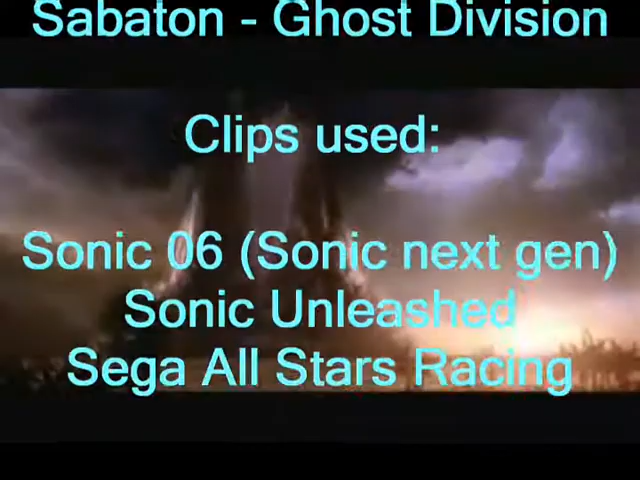 Sabaton - Ghost Division
Clips used:
Sonic 06 (Sonic next gen)
Sonic Unleashed
Sega All Stars Racing